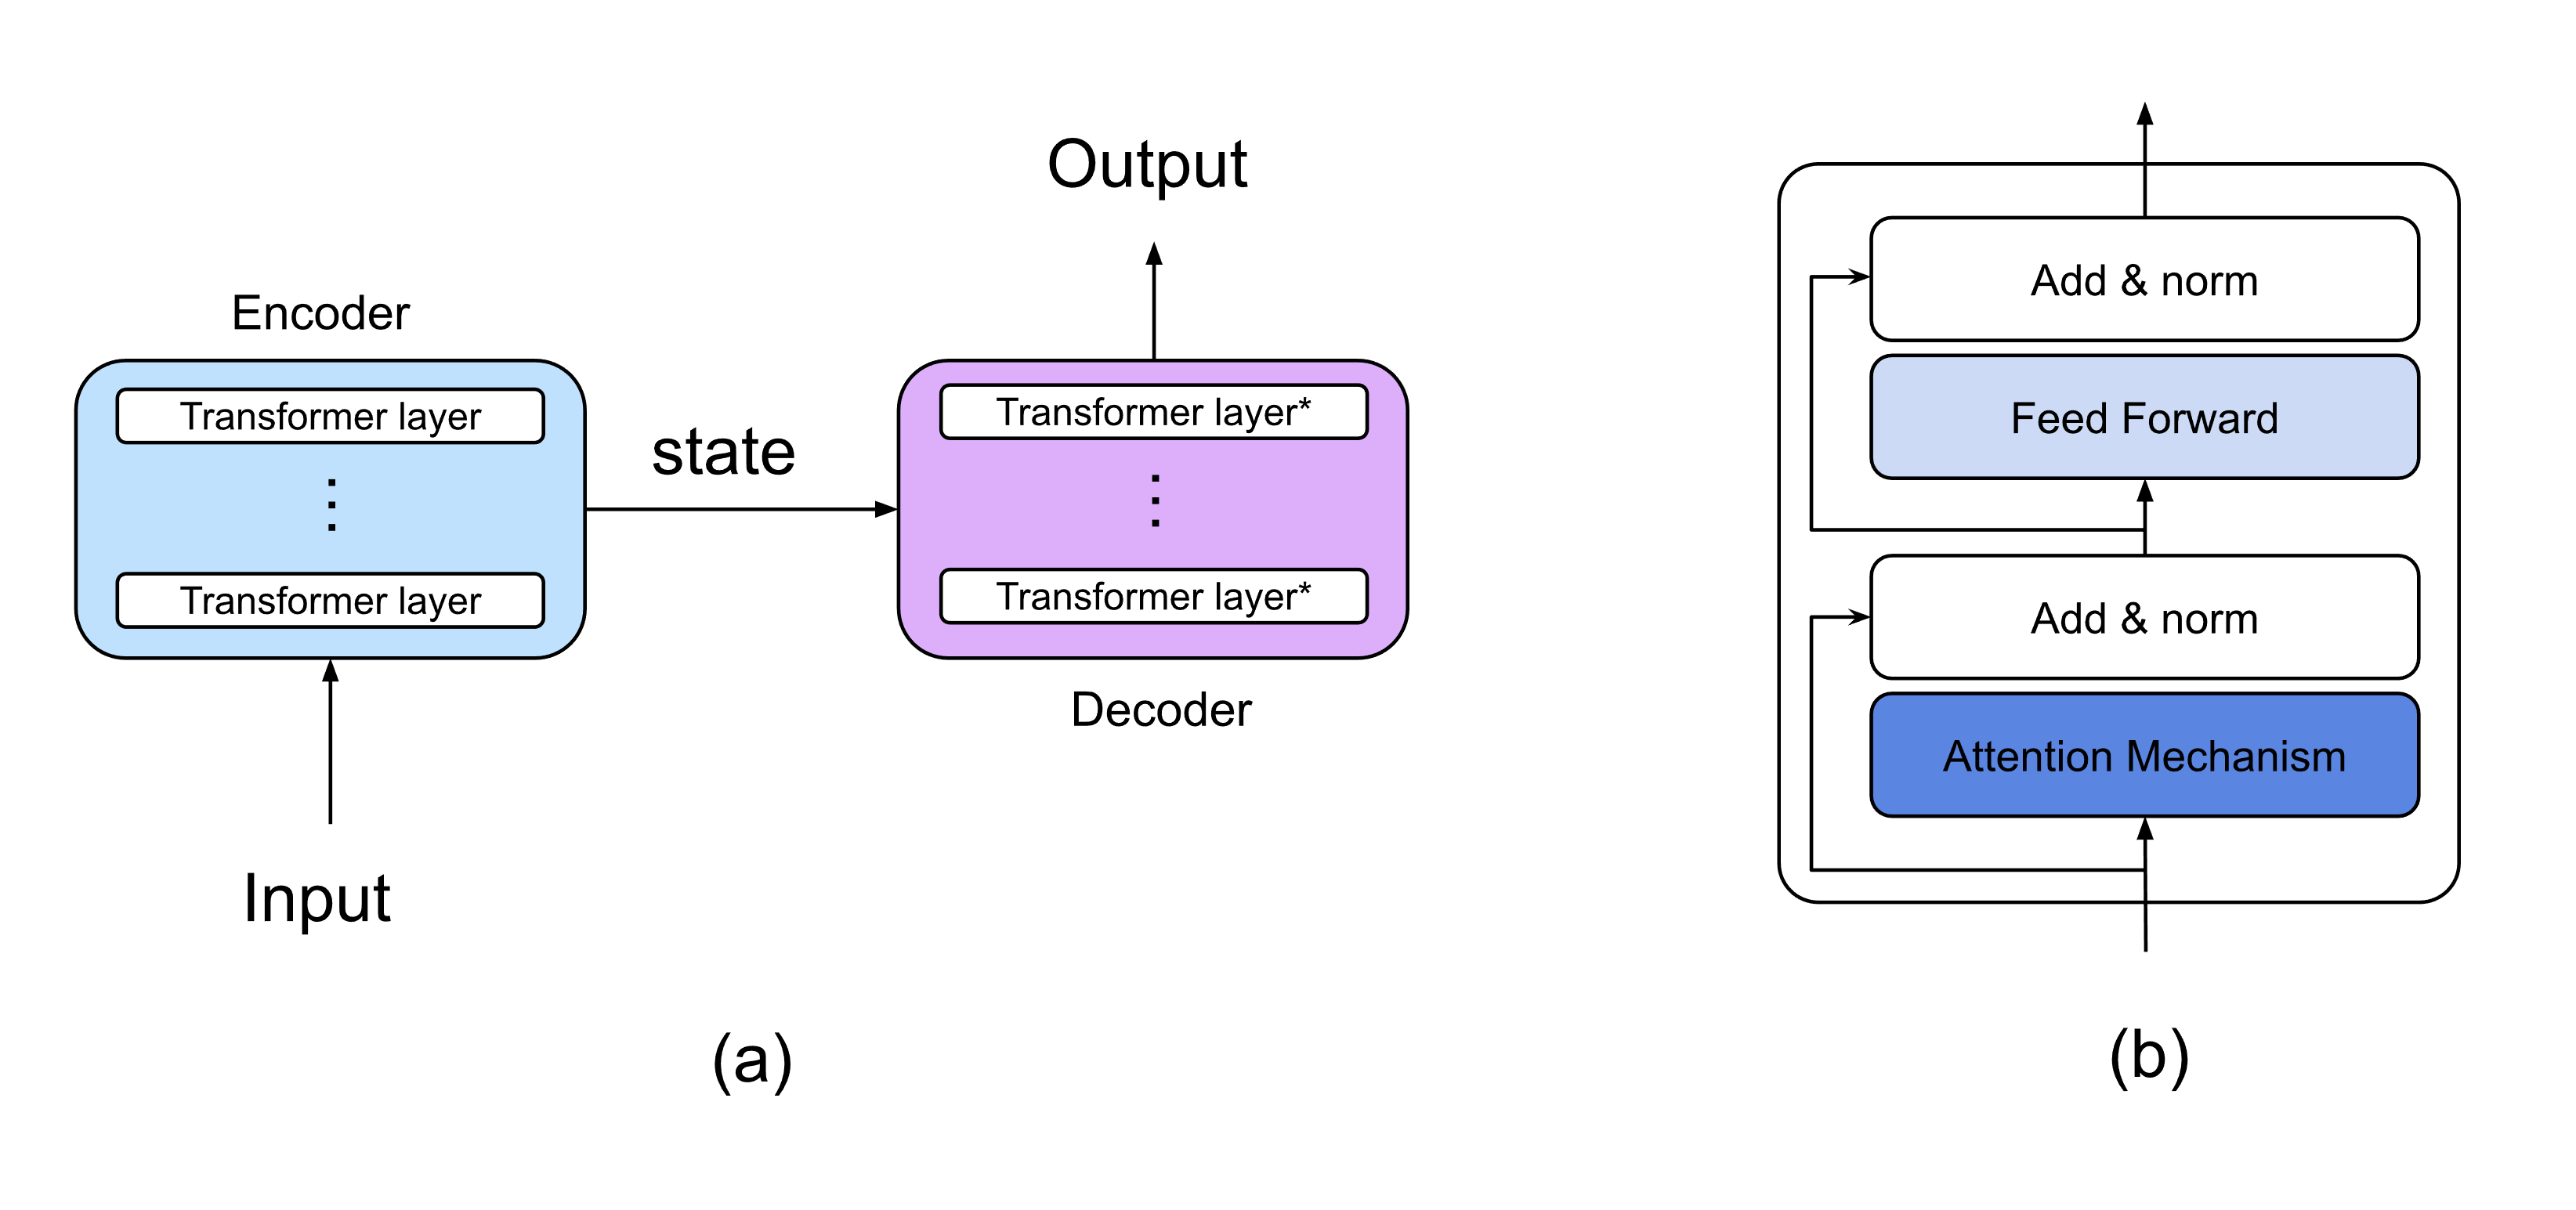 Encoder
Transformer layer
Transformer layer
Input
state
Output
Transformer layer*
Transformer layer*
Decoder
(a)
Add & norm
Feed Forward
Add & norm
Attention Mechanism
(b)